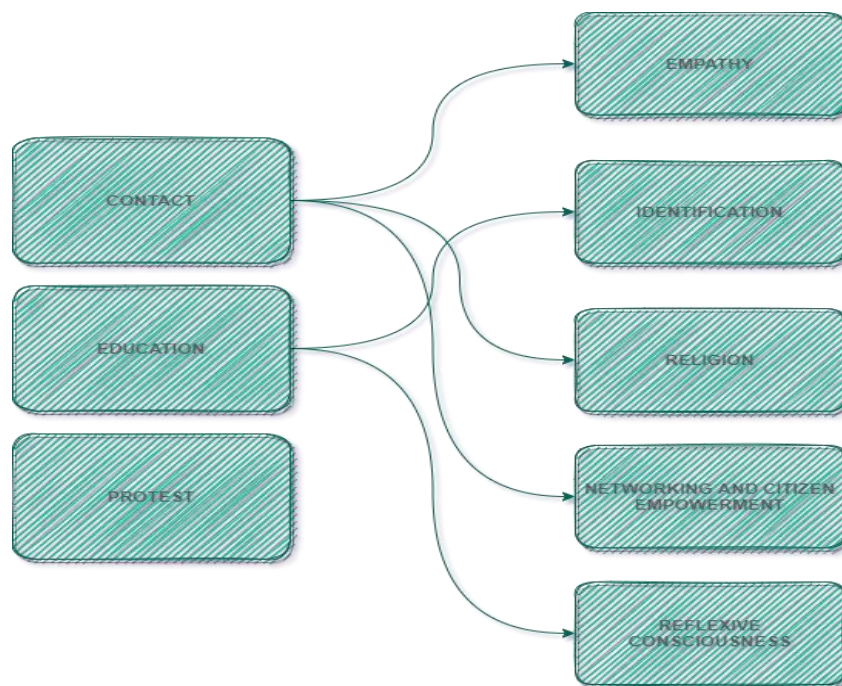 CONTACT
EDUCATION
PROTEST
EMPATHY
IDENTIFICATION
RELIGION
NETWORKING AND CITIZEN
EMPOWERMENT
REFLEXIVE
CONSCIOUSNESS